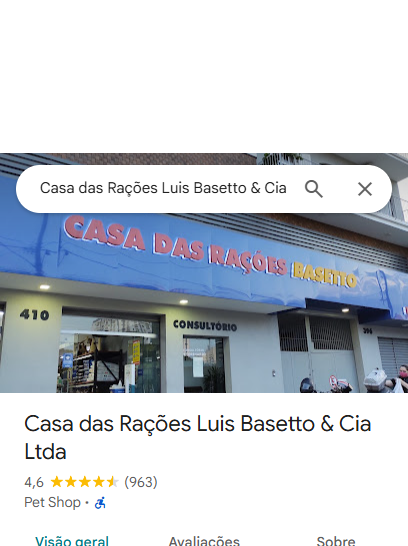 Casa das Rações Luis Basetto & Cia
CASA DAS RAÇÕES BASETTO
410
CONSULTÓRIO
Casa das Rações Luis Basetto & Cia
Ltda
4,6 (963)
Pet Shop ·
Visão geral Avaliações Sobre